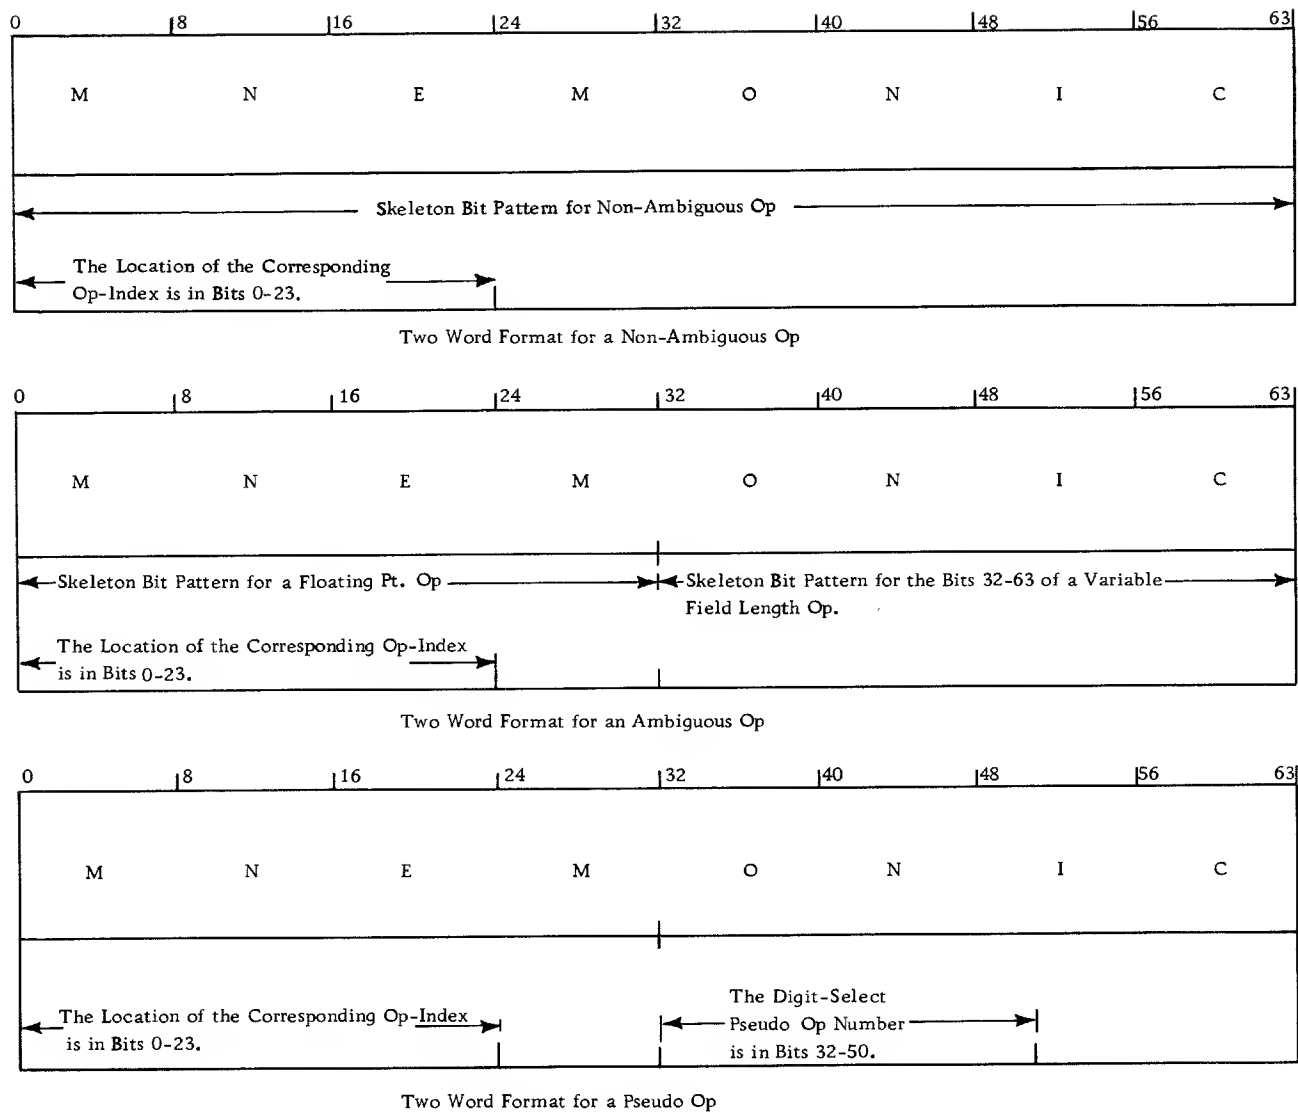 0 8 16 24 32 40 48 56 63
M N E M O N I C
Skeleton Bit Pattern for Non-Ambiguous Op
The Location of the Corresponding
Op-Index is in Bits 0-23.
Two Word Format for a Non-Ambiguous Op
0 8 16 24 32 40 48 56 63
M N E M O N I C
Skeleton Bit Pattern for a Floating Pt. Op
Skeleton Bit Pattern for the Bits 32-63 of a Variable
Field Length Op.
The Location of the Corresponding Op-Index
is in Bits 0-23.
Two Word Format for an Ambiguous Op
0 8 16 24 32 40 48 56 63
M N E M O N I C
The Location of the Corresponding Op-Index
is in Bits 0-23.
The Digit-Select
Pseudo Op Number
is in Bits 32-50.
Two Word Format for a Pseudo Op